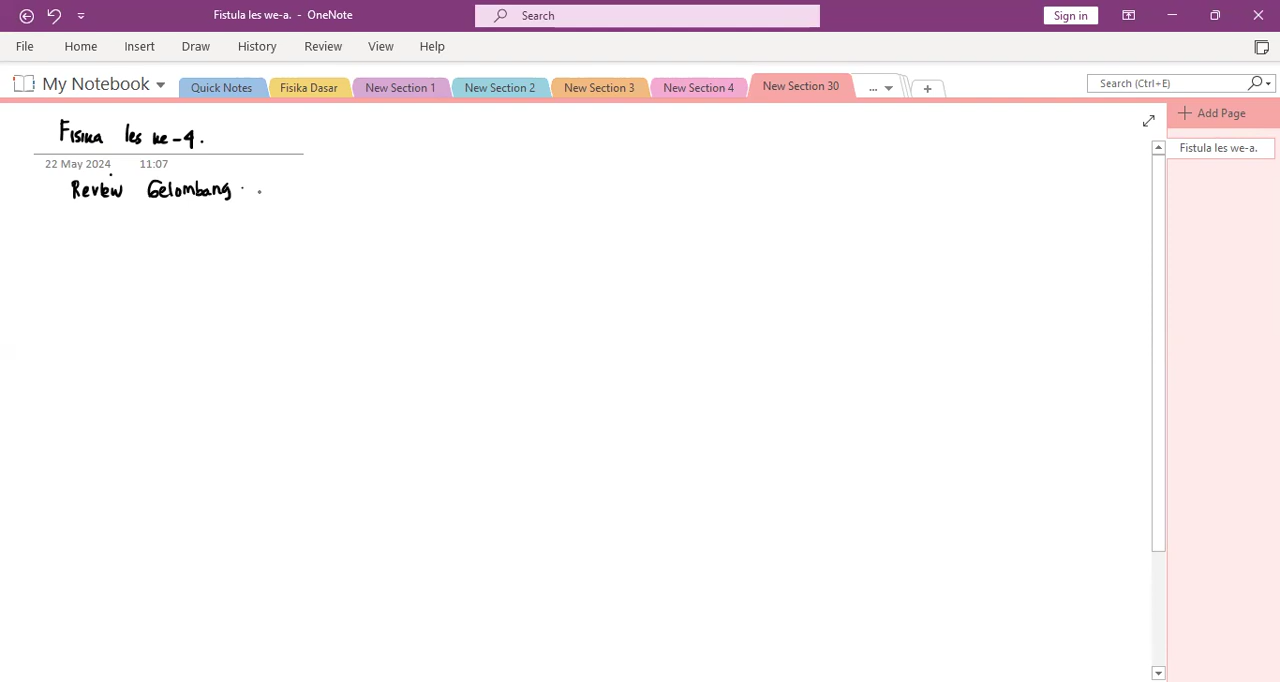 Fistula les we-a. - OneNote
Search
Sign in
File Home Insert Draw History Review View Help
My Notebook
Quick Notes Fisika Dasar New Section 1 New Section 2 New Section 3 New Section 4 New Section 30 ...
Search (Ctrl+E)
Add Page
Fistula les we-a.
Fisika les ke-4.
22 May 2024 11:07
Review Gelombang